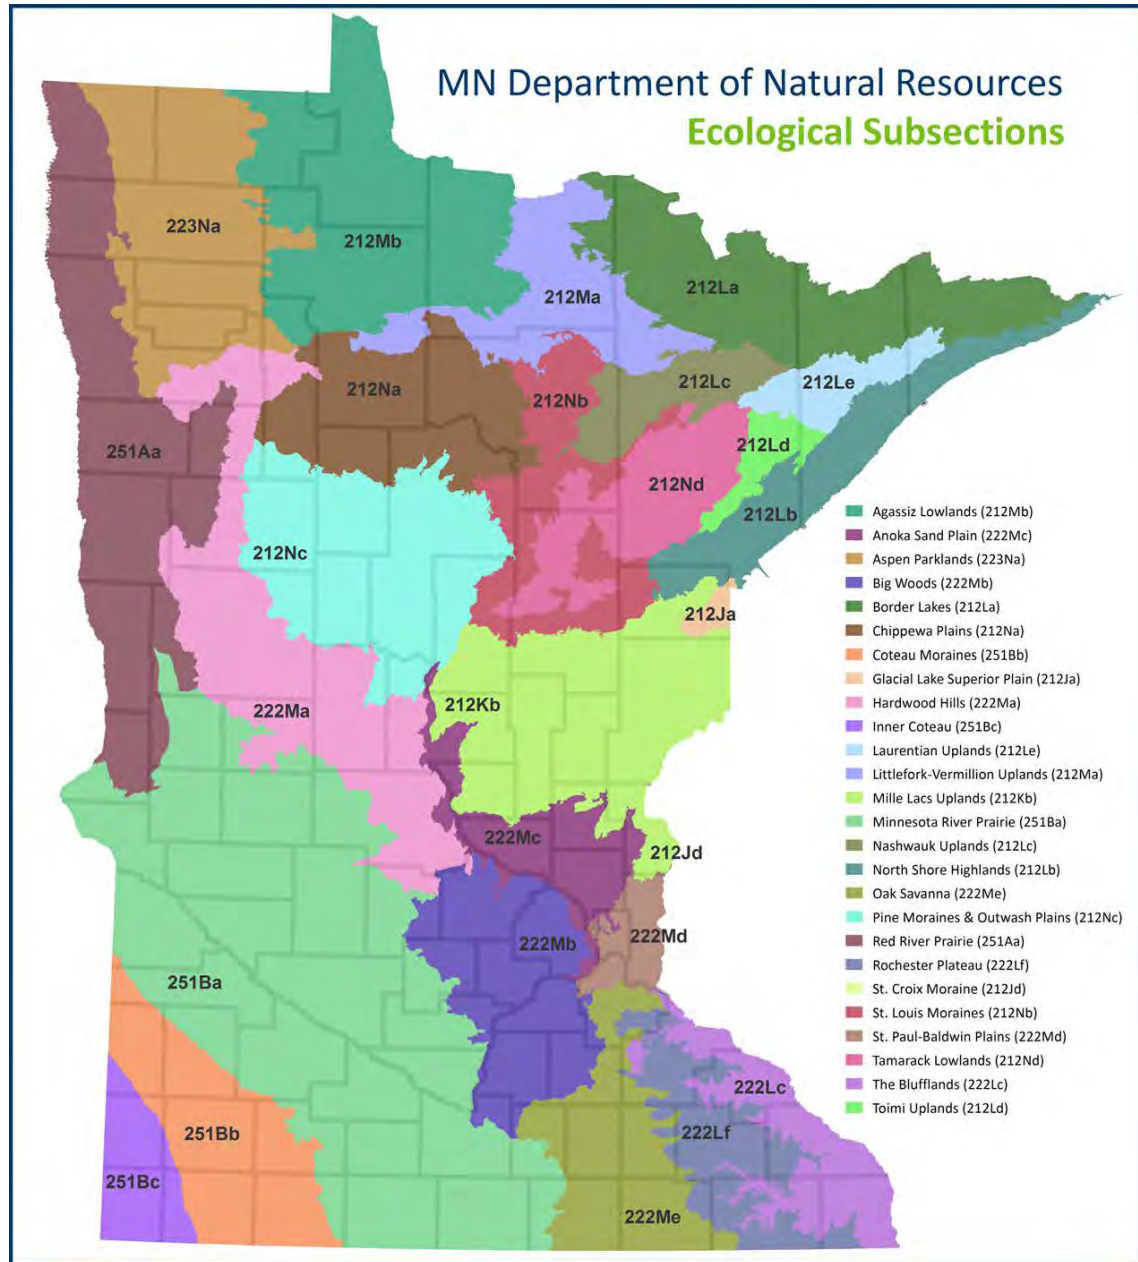 MN Department of Natural Resources
Ecological Subsections
223Na
212Mb
212Ma
212La
212Na
212Nb
212Lc
212Le
251Aa
212Ld
212Nd
212Lb
212Nc
212Ja
222Ma
212Kb
222Mc
212Jd
222Mb
222Md
251Ba
222Lc
251Bb
222Lf
251Bc
222Me
Agassiz Lowlands (212Mb)
Anoka Sand Plain (222Mc)
Aspen Parklands (223Na)
Big Woods (222Mb)
Border Lakes (212La)
Chippewa Plains (212Na)
Coteau Moraines (251Bb)
Glacial Lake Superior Plain (212Ja)
Hardwood Hills (222Ma)
Inner Coteau (251Bc)
Laurentian Uplands (212Le)
Littlefork-Vermillion Uplands (212Ma)
Mille Lacs Uplands (212Kb)
Minnesota River Prairie (251Ba)
Nashwauk Uplands (212Lc)
North Shore Highlands (212Lb)
Oak Savanna (222Me)
Pine Moraines & Outwash Plains (212Nc)
Red River Prairie (251Aa)
Rochester Plateau (222Lf)
St. Croix Moraine (212Jd)
St. Louis Moraines (212Nb)
St. Paul-Baldwin Plains (222Md)
Tamarack Lowlands (212Nd)
The Blufflands (222Lc)
Toimi Uplands (212Ld)